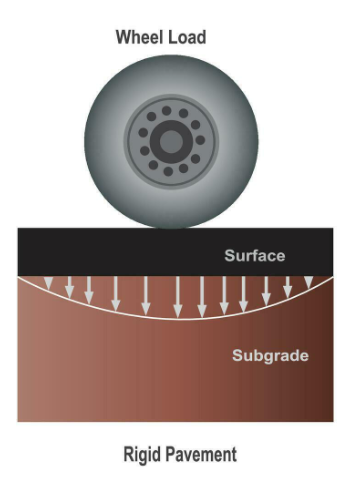 Wheel Load
Surface
Subgrade
Rigid Pavement